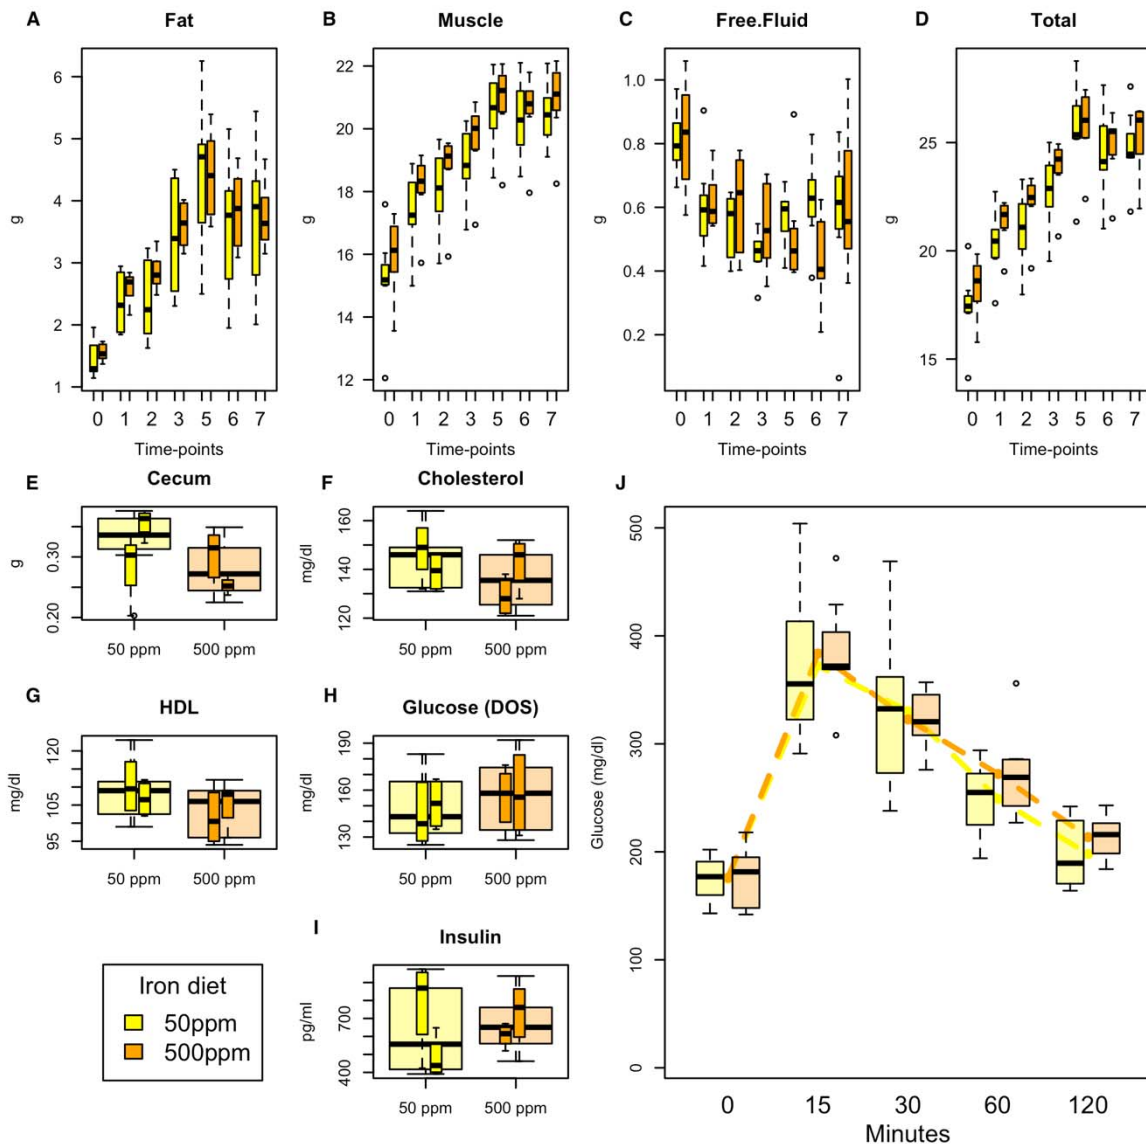 A Fat B Muscle C Free.Fluid D Total
6
5
4
3
2
1
g
0 1 2 3 5 6 7
Time-points
22
20
18
16
14
12
g
0 1 2 3 5 6 7
Time-points
1.0
0.8
0.6
0.4
0.2
g
0 1 2 3 5 6 7
Time-points
25
20
15
g
0 1 2 3 5 6 7
Time-points
E Cecum
0.30
0.20
g
50 ppm 500 ppm
F Cholesterol
160
140
120
mg/dl
50 ppm 500 ppm
G HDL
120
105
95
mg/dl
50 ppm 500 ppm
H Glucose (DOS)
190
160
130
mg/dl
50 ppm 500 ppm
I Insulin
700
400
pg/ml
50 ppm 500 ppm
Iron diet
50ppm
500ppm
J
500
400
300
200
100
0
Glucose (mg/dl)
0 15 30 60 120
Minutes